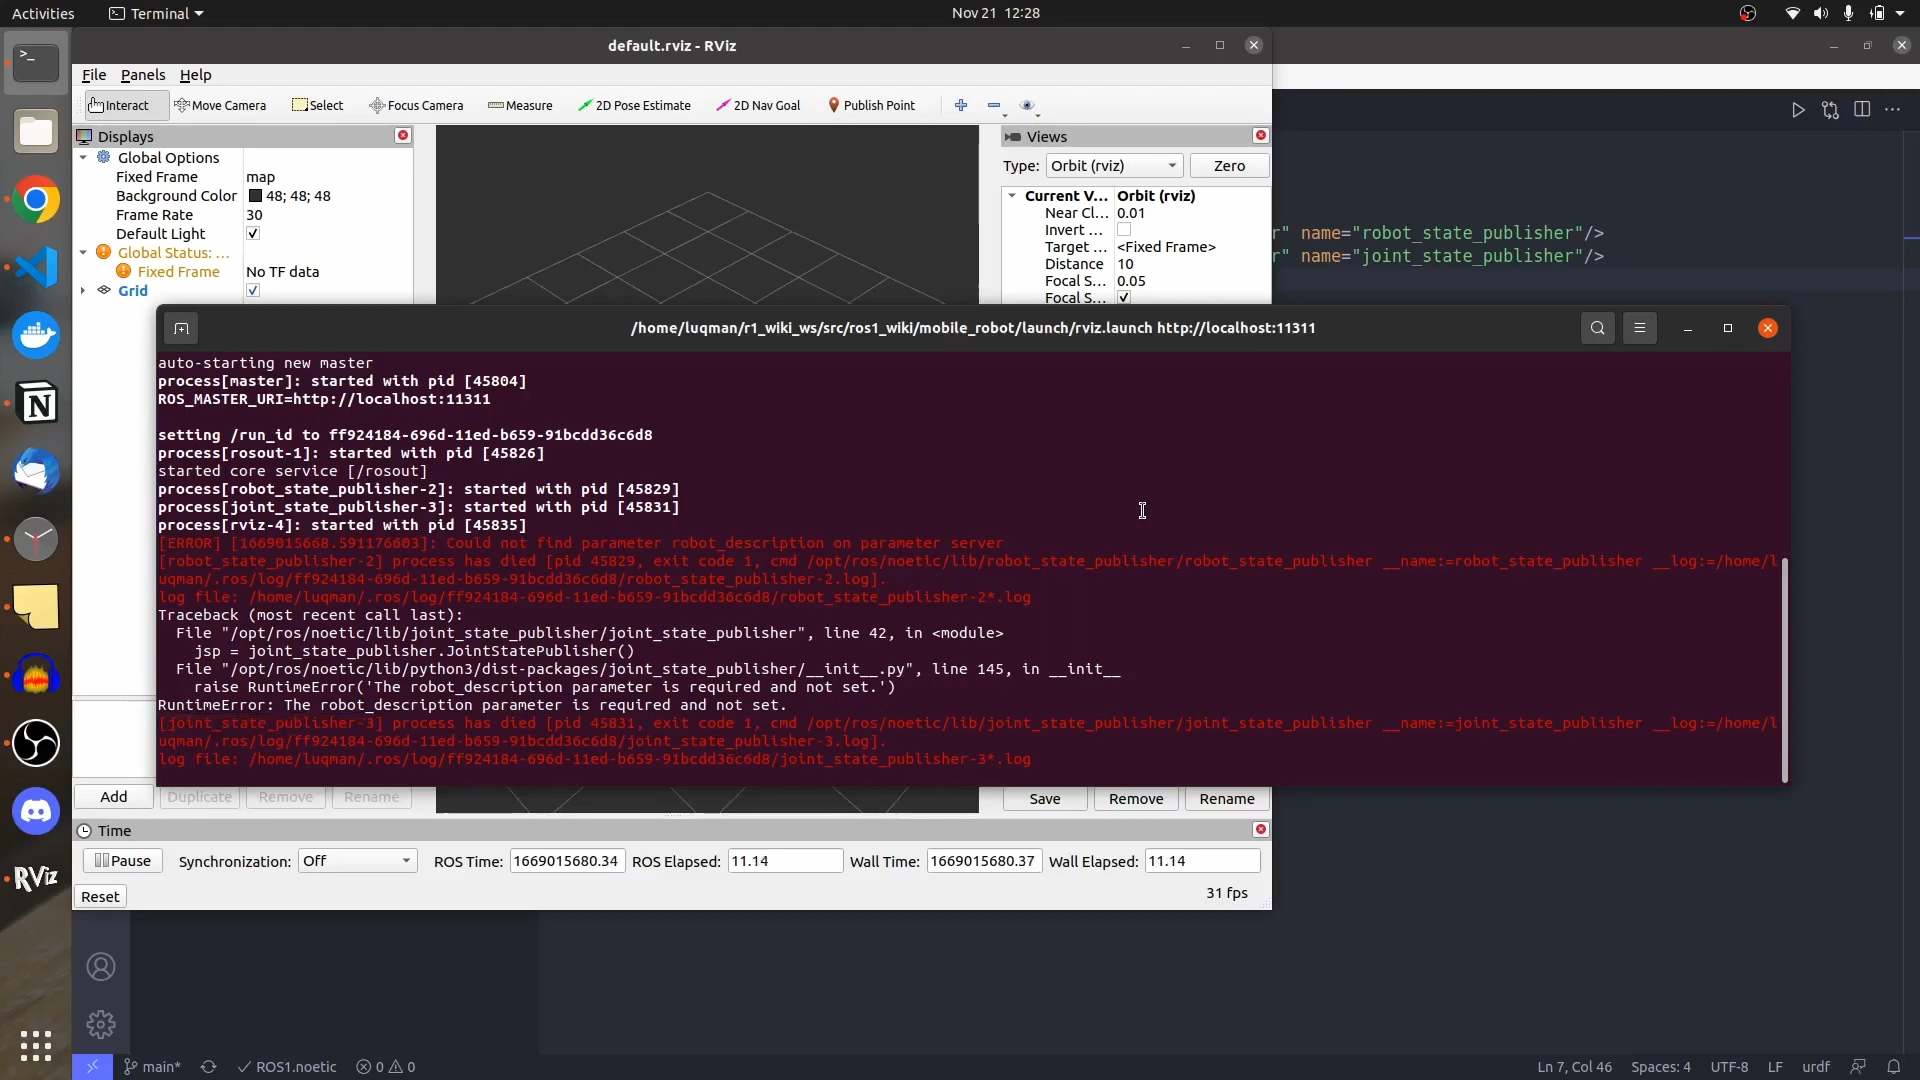 Activities
Terminal
Nov 21 12:28
default.rviz - RViz
File Panels Help
Interact Move Camera Select Focus Camera Measure 2D Pose Estimate 2D Nav Goal Publish Point
Displays
Global Options
Fixed Frame map
Background Color 48; 48; 48
Frame Rate 30
Default Light
Global Status: ...
Fixed Frame No TF data
Grid
Views
Type: Orbit (rviz) Zero
Current V... Orbit (rviz)
Near Cl... 0.01
Invert ...
Target ... <Fixed Frame>
Distance 10
Focal S... 0.05
Focal S...
r" name="robot_state_publisher"/>
r" name="joint_state_publisher"/>
/home/luqman/r1_wiki_ws/src/ros1_wiki/mobile_robot/launch/rviz.launch http://localhost:11311
auto-starting new master
process[master]: started with pid [45804]
ROS_MASTER_URI=http://localhost:11311
setting /run_id to ff924184-696d-11ed-b659-91bcdd36c6d8
process[rosout-1]: started with pid [45826]
started core service [/rosout]
process[robot_state_publisher-2]: started with pid [45829]
process[joint_state_publisher-3]: started with pid [45831]
process[rviz-4]: started with pid [45835]
[ERROR] [1669015668.591176603]: Could not find parameter robot_description on parameter server
[robot_state_publisher-2] process has died [pid 45829, exit code 1, cmd /opt/ros/noetic/lib/robot_state_publisher/robot_state_publisher __name:=robot_state_publisher __log:=/home/l
uqman/.ros/log/ff924184-696d-11ed-b659-91bcdd36c6d8/robot_state_publisher-2.log].
log file: /home/luqman/.ros/log/ff924184-696d-11ed-b659-91bcdd36c6d8/robot_state_publisher-2*.log
Traceback (most recent call last):
File "/opt/ros/noetic/lib/joint_state_publisher/joint_state_publisher", line 42, in <module>
jsp = joint_state_publisher.JointStatePublisher()
File "/opt/ros/noetic/lib/python3/dist-packages/joint_state_publisher/__init__.py", line 145, in __init__
raise RuntimeError('The robot_description parameter is required and not set.')
RuntimeError: The robot_description parameter is required and not set.
[joint_state_publisher-3] process has died [pid 45831, exit code 1, cmd /opt/ros/noetic/lib/joint_state_publisher/joint_state_publisher __name:=joint_state_publisher __log:=/home/l
uqman/.ros/log/ff924184-696d-11ed-b659-91bcdd36c6d8/joint_state_publisher-3.log].
log file: /home/luqman/.ros/log/ff924184-696d-11ed-b659-91bcdd36c6d8/joint_state_publisher-3*.log
Add Duplicate Remove Rename
Save Remove Rename
Time
Pause Synchronization: Off ROS Time: 1669015680.34 ROS Elapsed: 11.14 Wall Time: 1669015680.37 Wall Elapsed: 11.14
Reset
31 fps
RViz
main* ROS1.noetic 0 0
Ln 7, Col 46 Spaces: 4 UTF-8 LF urdf